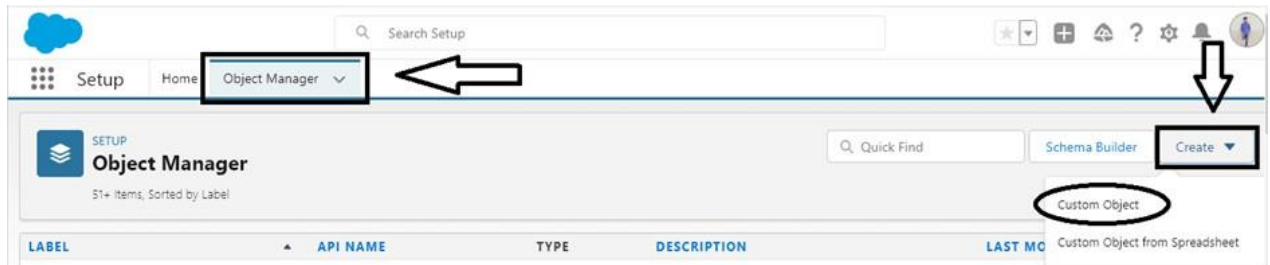 Search Setup
Setup Home Object Manager
SETUP
Object Manager
51+ Items, Sorted by Label
Quick Find
Schema Builder
Create
Custom Object
Custom Object from Spreadsheet
LABEL API NAME TYPE DESCRIPTION LAST MO